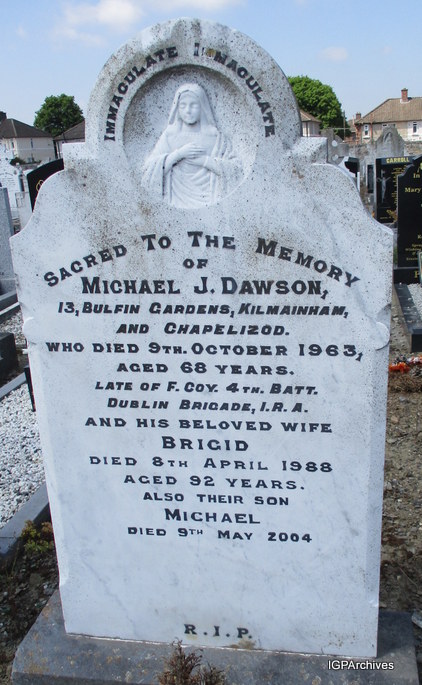 IMMACULATE IMMACULATE
SACRED TO THE MEMORY
OF
MICHAEL J. DAWSON,
13, BULFIN GARDENS, KILMAINHAM,
AND CHAPELIZOD.
WHO DIED 9TH. OCTOBER 1963,
AGED 68 YEARS.
LATE OF F. COY. 4TH. BATT.
DUBLIN BRIGADE, I.R.A.
AND HIS BELOVED WIFE
BRIGID
DIED 8TH APRIL 1988
AGED 92 YEARS.
ALSO THEIR SON
MICHAEL
DIED 9TH MAY 2004
R.I.P.
CARROLL
Mary
IGPArchives